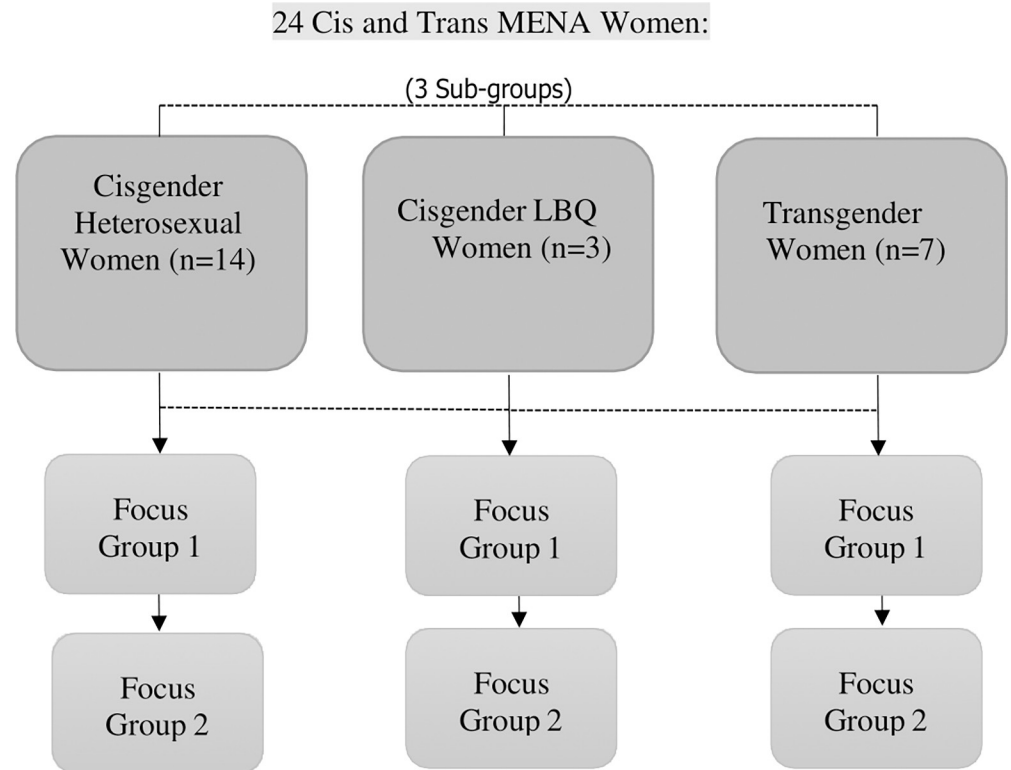 24 Cis and Trans MENA Women:
(3 Sub-groups)
Cisgender
Heterosexual
Women (n=14)
Cisgender LBQ
Women (n=3)
Transgender
Women (n=7)
Focus
Group 1
Focus
Group 1
Focus
Group 1
Focus
Group 2
Focus
Group 2
Focus
Group 2